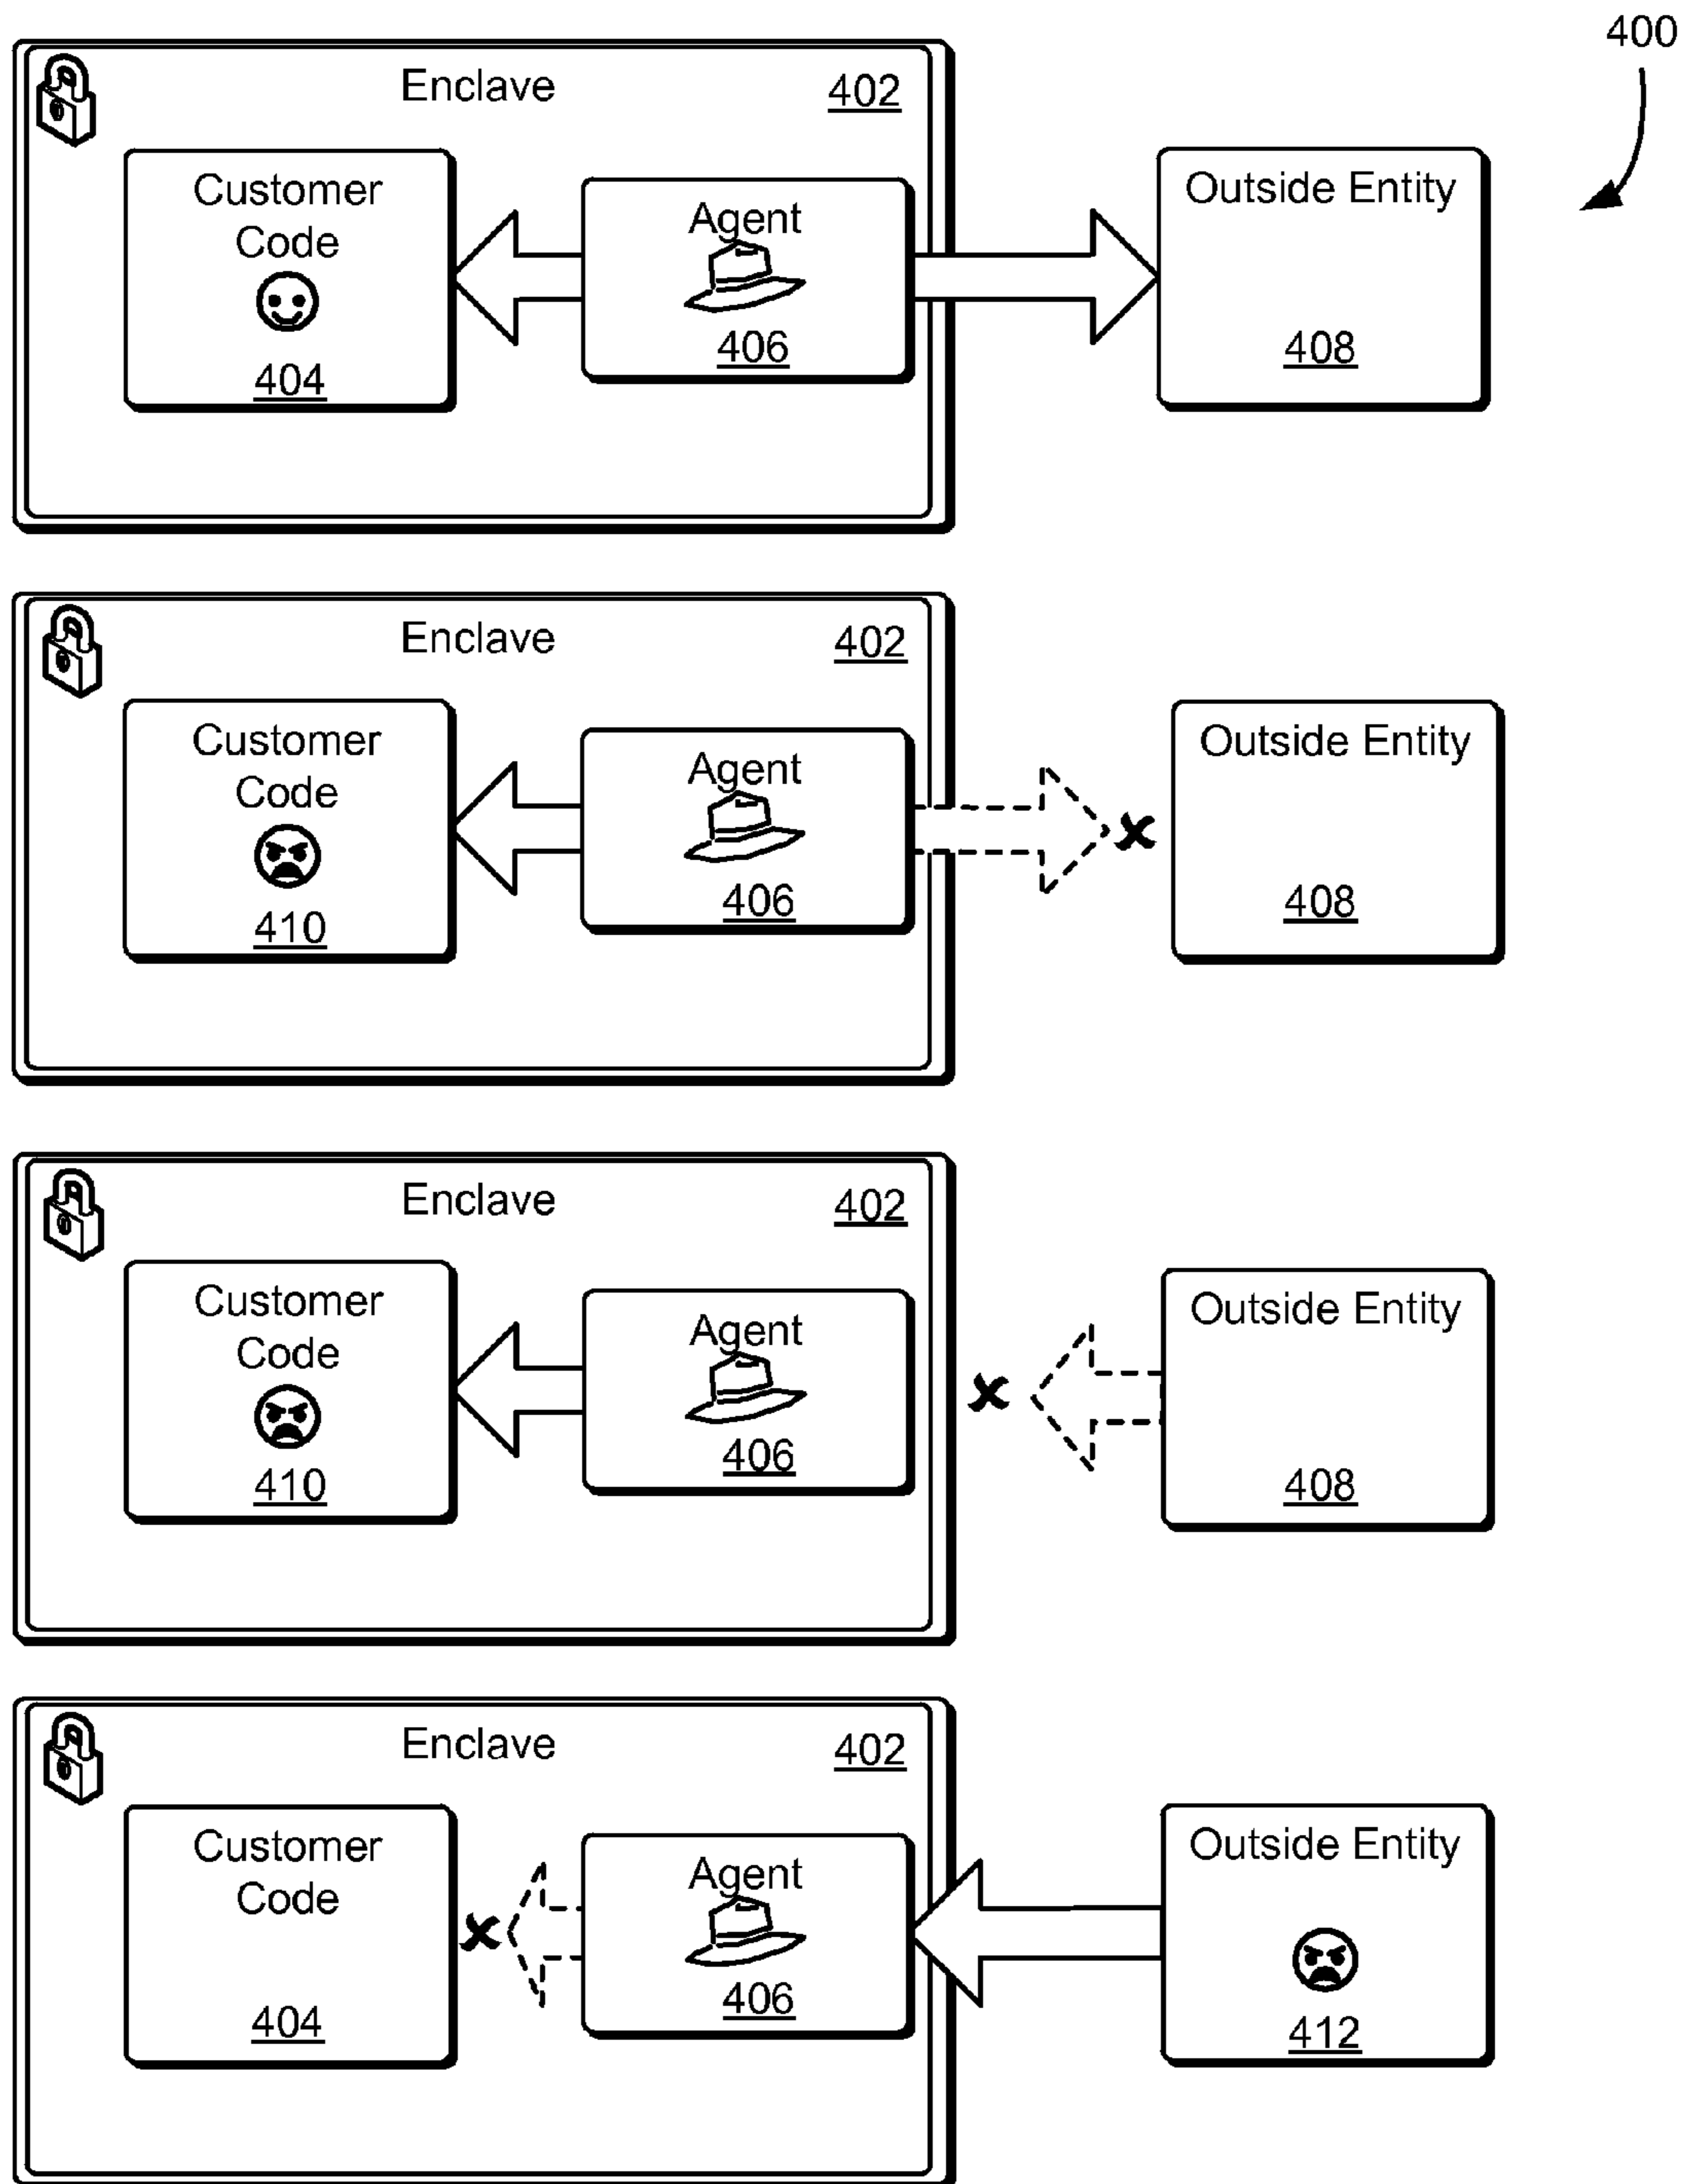 400
Enclave
402
Customer
Code
404
Agent
406
Outside Entity
408
Enclave
402
Customer
Code
410
Agent
406
Outside Entity
408
Enclave
402
Customer
Code
410
Agent
406
Outside Entity
408
Enclave
402
Customer
Code
404
Agent
406
Outside Entity
412